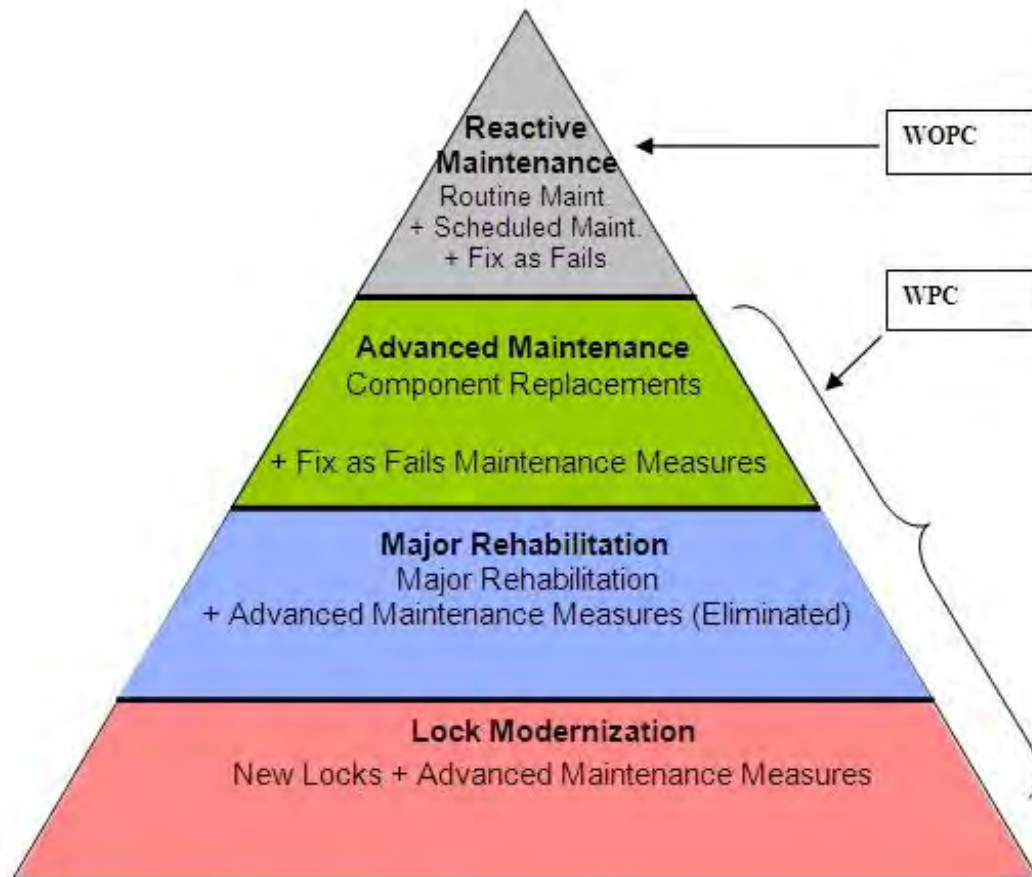 Reactive
Maintenance
Routine Maint
+ Scheduled Maint.
+ Fix as Fails
WOPC
WPC
Advanced Maintenance
Component Replacements
+ Fix as Fails Maintenance Measures
Major Rehabilitation
Major Rehabilitation
+ Advanced Maintenance Measures (Eliminated)
Lock Modernization
New Locks + Advanced Maintenance Measures